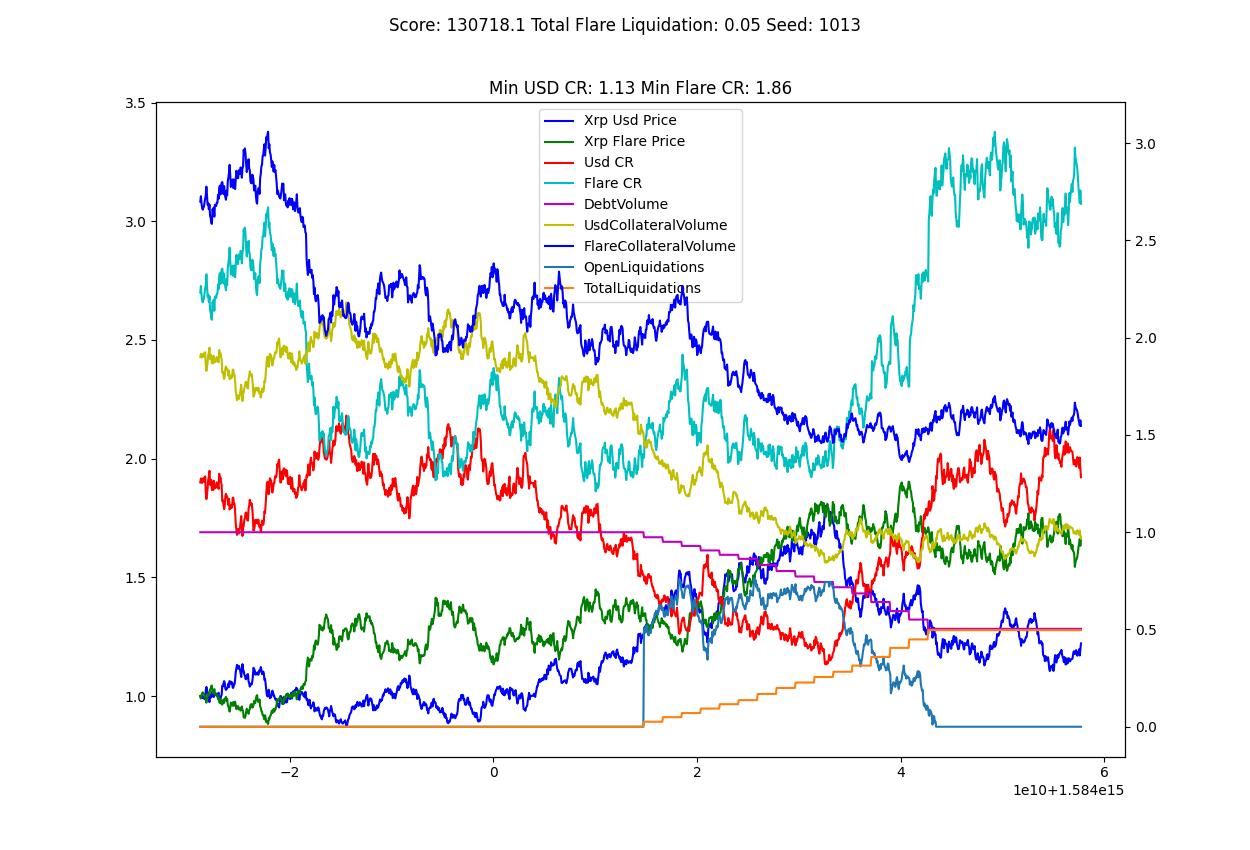 Score: 130718.1 Total Flare Liquidation: 0.05 Seed: 1013
Min USD CR: 1.13 Min Flare CR: 1.86
3.5
3.0
2.5
2.0
1.5
1.0
Xrp Usd Price
Xrp Flare Price
Usd CR
Flare CR
DebtVolume
UsdCollateralVolume
FlareCollateralVolume
OpenLiquidations
TotalLiquidations
3.0
2.5
2.0
1.5
1.0
0.5
0.0
−2 0 2 4 6
1e10+1.584e15